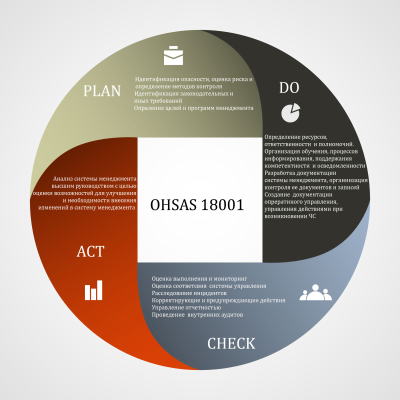 PLAN
Идентификация опасности, оценка риска и
определение методов контроля
Идентификация законодательных и
иных требований
Опрделение целей и программ менеджмента
DO
Определение ресурсов,
ответственности и полномочий.
Организация обучения, процессов
информирования, поддержания
компетентности и осведомленности
Разработка документации
системы менеджмента, организация
контроля ее документов и записей
Создание документации
оперативного управления,
управления действиями при
возникновении ЧС
Анализ системы менеджмента
высшим руководством с целью
оценки возможностей для улучшения
и необходимости внесения
изменений в систему менеджмента
OHSAS 18001
ACT
Оценка выполнения и мониторинг
Оценка соответсвия системы управления
Расследование инцидентов
Корректирующие и предупреждающие действия
Управление отчетностью
Проведение внутренних аудитов
CHECK